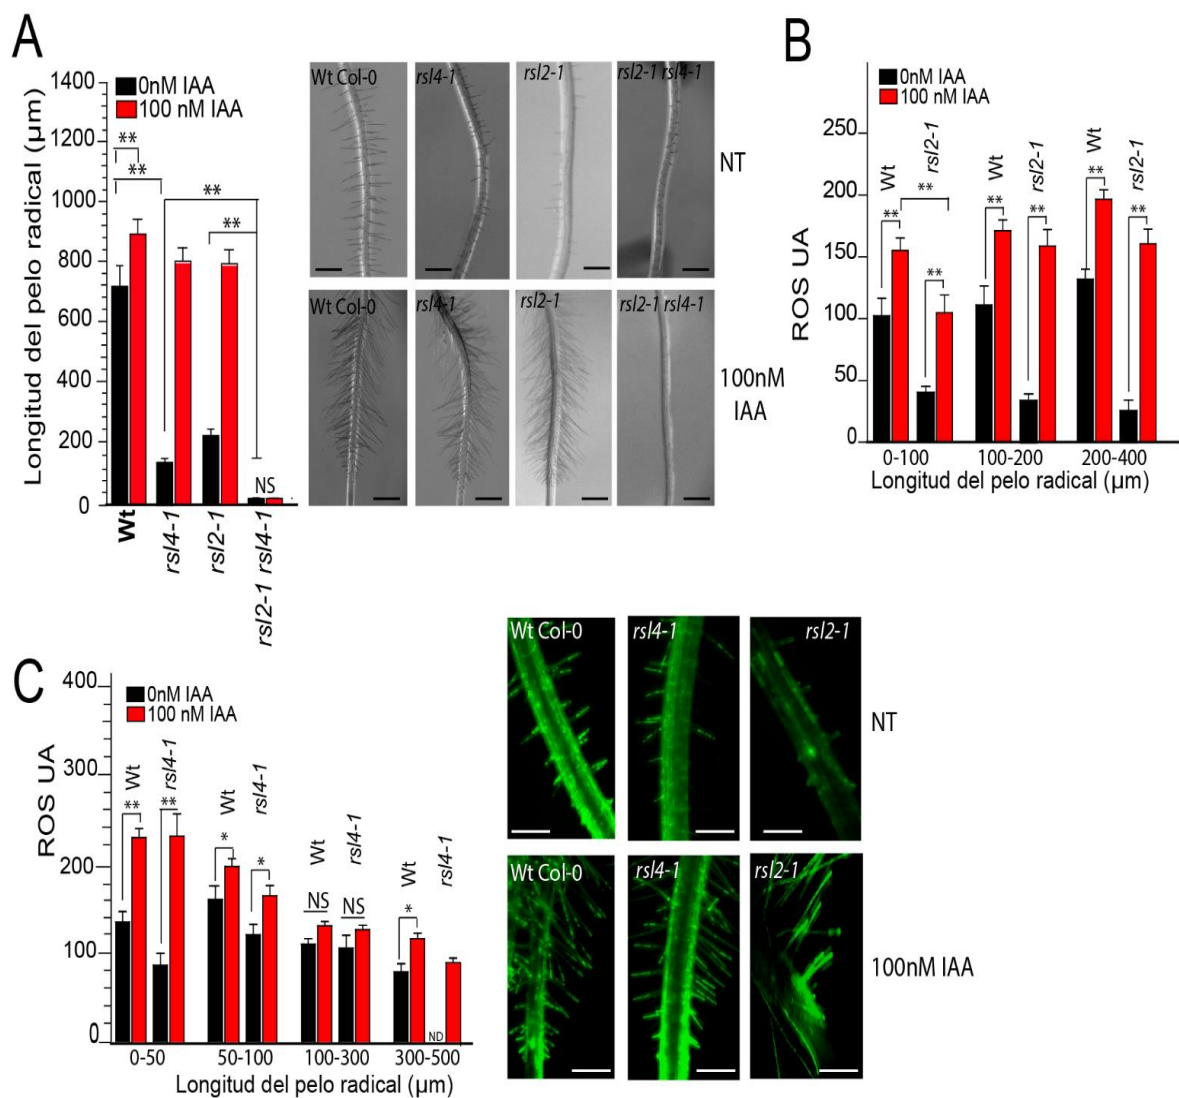 A
0nM IAA
100 nM IAA
Longitud del pelo radical (µm)
1400
1200
1000
800
600
400
200
0
**
**
**
**
NS
Wt
rsl4-1
rsl2-1
rsl2-1 rsl4-1
Wt Col-0
rsl4-1
rsl2-1
rsl2-1 rsl4-1
NT
Wt Col-0
rsl4-1
rsl2-1
rsl2-1 rsl4-1
100nM
IAA
B
0nM IAA
100 nM IAA
ROS UA
250
200
150
100
50
0
Wt
rsl2-1
Wt
rsl2-1
Wt
rsl2-1
**
**
**
**
**
**
**
0-100
100-200
200-400
Longitud del pelo radical (µm)
C
0nM IAA
100 nM IAA
ROS UA
400
300
200
100
0
Wt
rsl4-1
Wt
rsl4-1
Wt
rsl4-1
Wt
rsl4-1
**
**
*
*
NS
NS
*
ND
0-50
50-100
100-300
300-500
Longitud del pelo radical (µm)
Wt Col-0
rsl4-1
rsl2-1
NT
Wt Col-0
rsl4-1
rsl2-1
100nM IAA